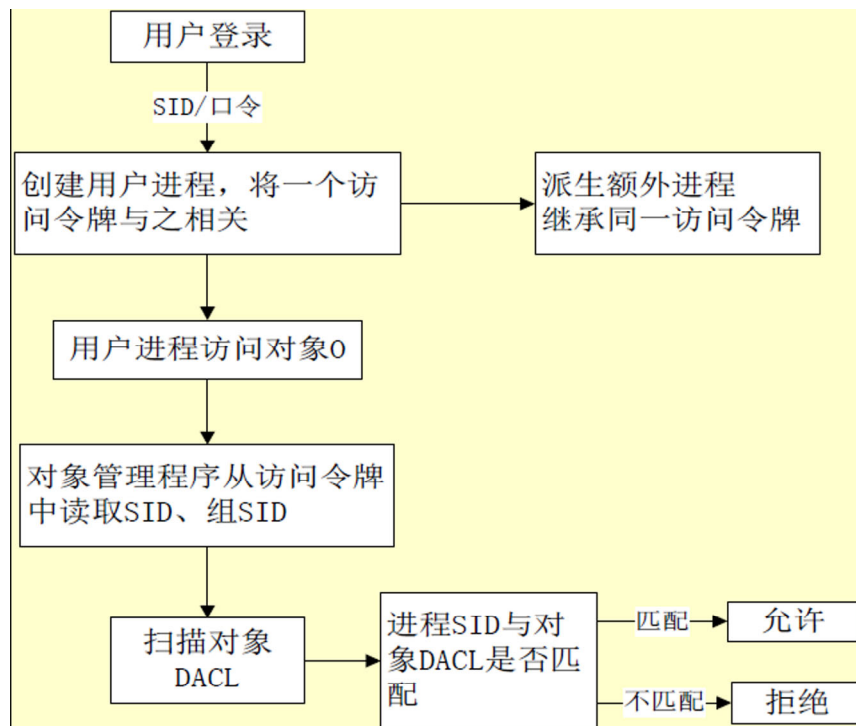 用户登录
SID/口令
创建用户进程，将一个访
问令牌与之相关
派生额外进程
继承同一访问令牌
用户进程访问对象O
对象管理程序从访问令牌
中读取SID、组SID
扫描对象
DACL
进程SID与对
象DACL是否匹
配
匹配
允许
不匹配
拒绝